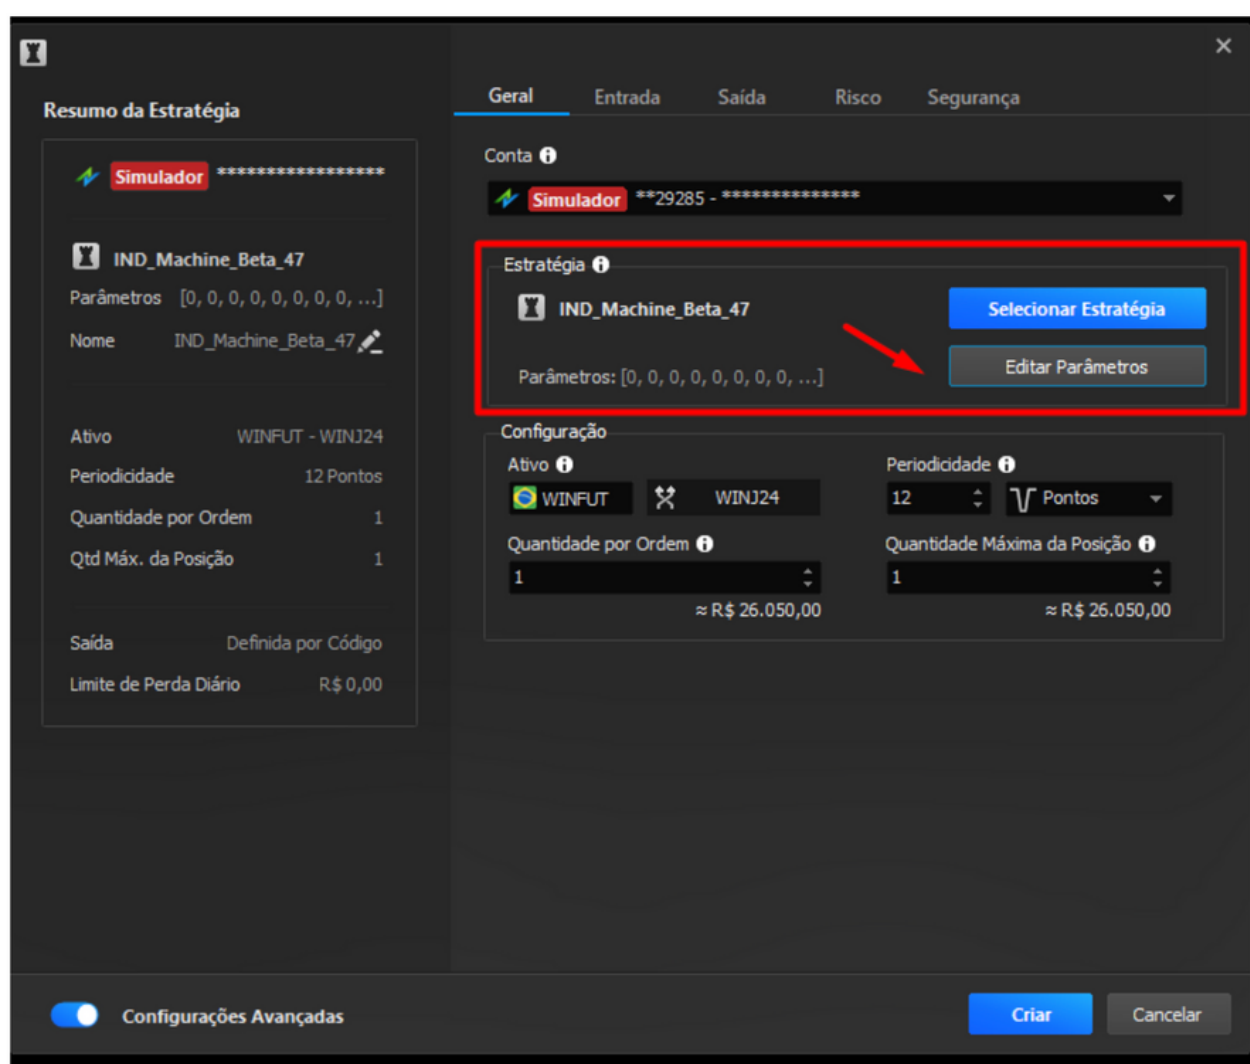 Resumo da Estratégia
Simulador *****************
IND_Machine_Beta_47
Parâmetros [0, 0, 0, 0, 0, 0, 0, 0, ...]
Nome IND_Machine_Beta_47
Ativo WINFUT - WINJ24
Periodicidade 12 Pontos
Quantidade por Ordem 1
Qtd Máx. da Posição 1
Saída Definida por Código
Limite de Perda Diário R$ 0,00
Geral Entrada Saída Risco Segurança
Conta
Simulador **29285 - **************
Estratégia
IND_Machine_Beta_47 Selecionar Estratégia
Parâmetros: [0, 0, 0, 0, 0, 0, 0, 0, ...] Editar Parâmetros
Configuração
Ativo Periodicidade
WINFUT WINJ24 12 Pontos
Quantidade por Ordem Quantidade Máxima da Posição
1 1
≈ R$ 26.050,00 ≈ R$ 26.050,00
Configurações Avançadas Criar Cancelar